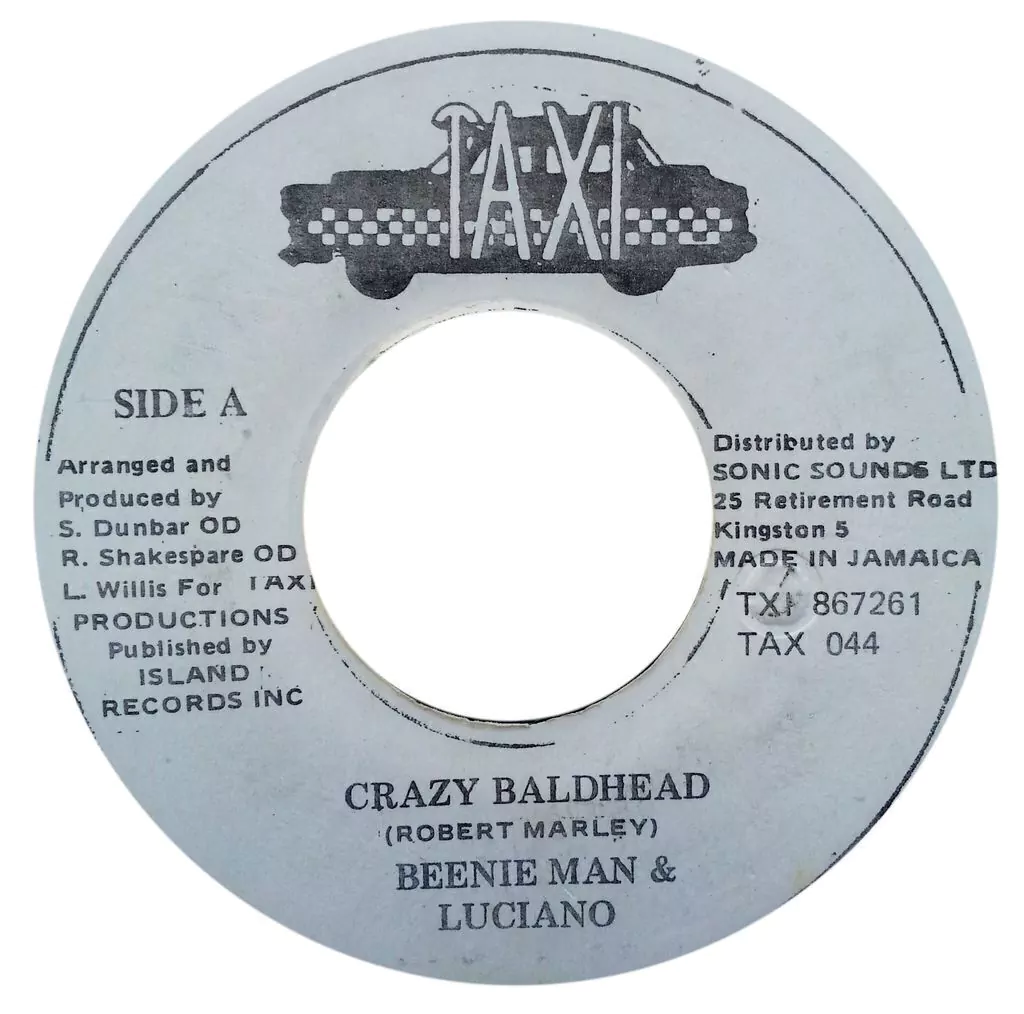 TAXI
SIDE A
Arranged and
Produced by
S. Dunbar OD
R. Shakespare OD
L. Willis For TAXI
PRODUCTIONS
Published by
ISLAND
RECORDS INC
Distributed by
SONIC SOUNDS LTD
25 Retirement Road
Kingston 5
MADE IN JAMAICA
TXI 867261
TAX 044
CRAZY BALDHEAD
(ROBERT MARLEY)
BEENIE MAN &
LUCIANO